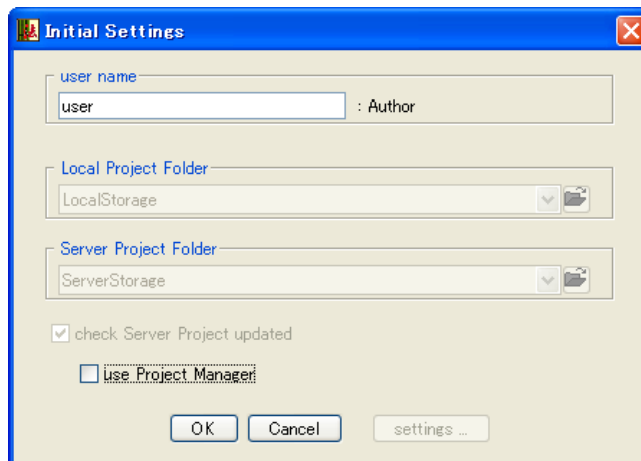 Initial Settings
user name
user : Author
Local Project Folder
LocalStorage
Server Project Folder
ServerStorage
check Server Project updated
use Project Manager
OK Cancel settings ...